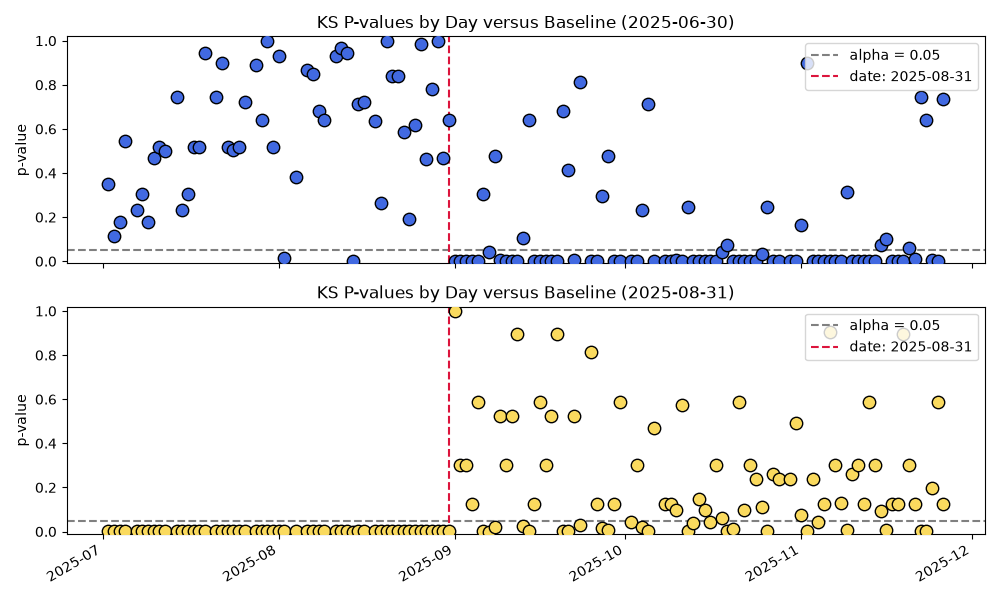 KS P-values by Day versus Baseline (2025-06-30)
1.0
0.8
0.6
0.4
0.2
0.0
p-value
alpha = 0.05
date: 2025-08-31
KS P-values by Day versus Baseline (2025-08-31)
1.0
0.8
0.6
0.4
0.2
0.0
p-value
alpha = 0.05
date: 2025-08-31
2025-07
2025-08
2025-09
2025-10
2025-11
2025-12